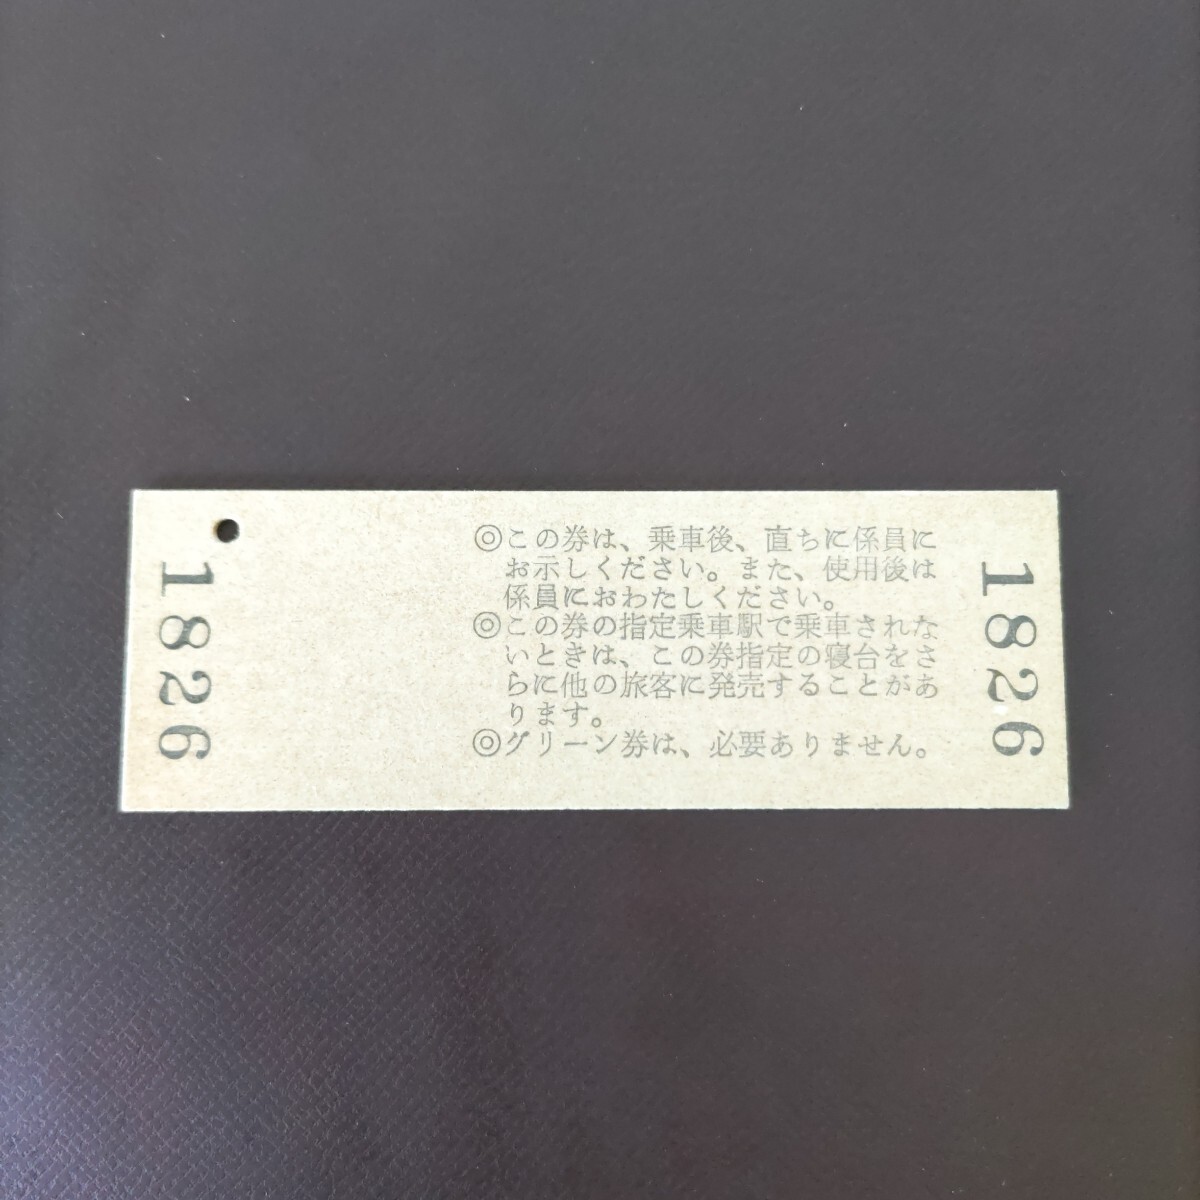 1826
◎この券は、乗車後、直ちに係員に
お示しください。また、使用後は
係員におわたしください。
◎この券の指定乗車駅で乗車されな
いときは、この券指定の寝台をさ
らに他の旅客に発売することがあ
ります。
◎グリーン券は、必要ありません。
1826